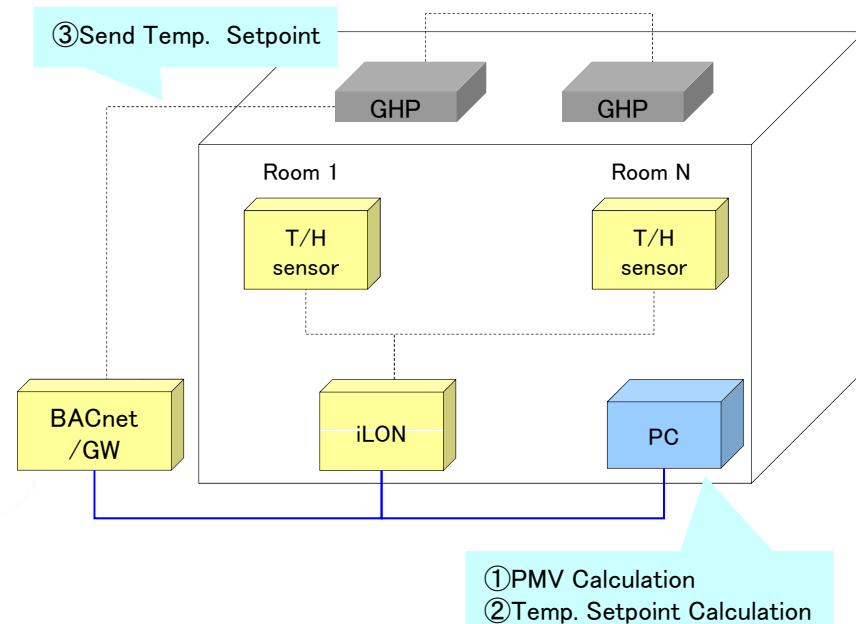 ③Send Temp. Setpoint
GHP
GHP
Room 1
Room N
T/H
sensor
T/H
sensor
BACnet
/GW
iLON
PC
①PMV Calculation
②Temp. Setpoint Calculation